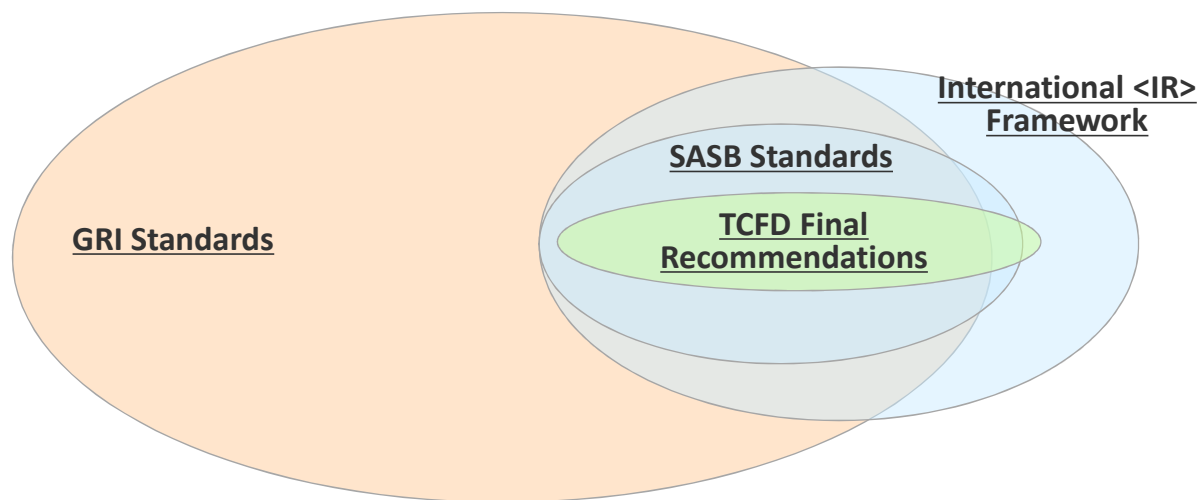 International <IR>
Framework
SASB Standards
TCFD Final
Recommendations
GRI Standards